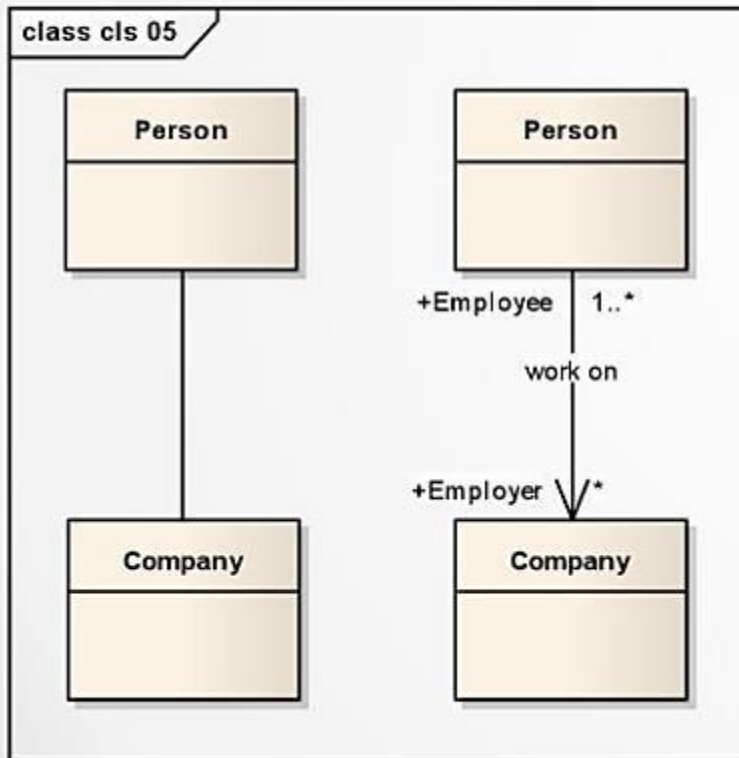 class cls 05
Person
Person
+Employee 1..*
work on
+Employer *
Company
Company